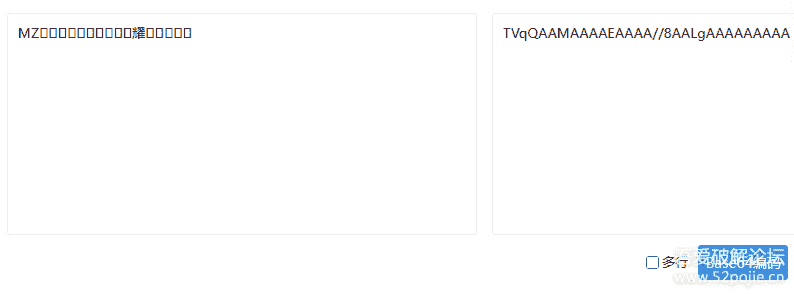 MZ▯▯▯▯▯▯▯▯▯▯耀▯▯▯▯▯
TVqQAAMAAAAEAAAA//8AALgAAAAAAAAA
多行
Base64编码
吾爱破解论坛
www.52pojie.cn